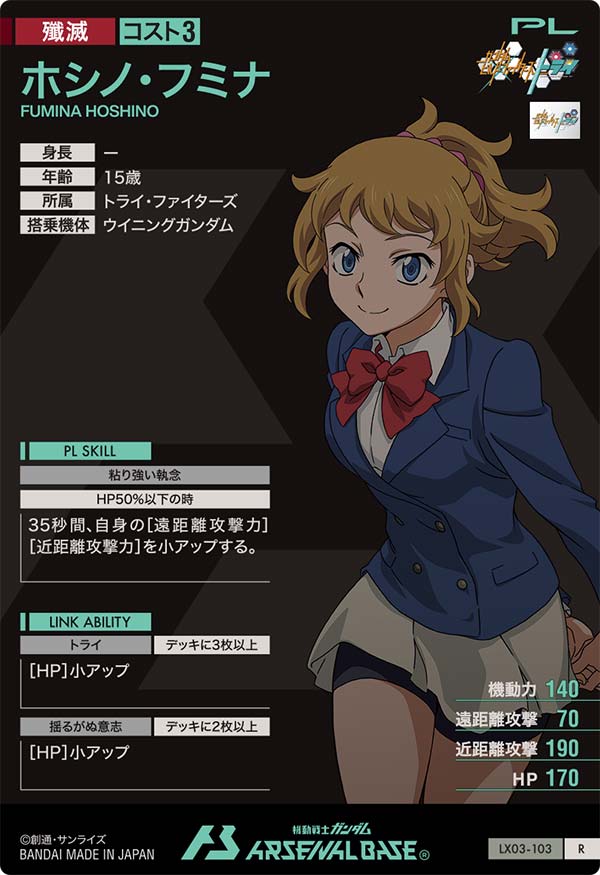 殲滅 コスト3
PL
ホシノ・フミナ
FUMINA HOSHINO
身長 ー
年齢 15歳
所属 トライ・ファイターズ
搭乗機体 ウイニングガンダム
PL SKILL
粘り強い執念
HP50%以下の時
35秒間、自身の[遠距離攻撃力]
[近距離攻撃力]を小アップする。
LINK ABILITY
トライ デッキに3枚以上
[HP]小アップ
揺るがぬ意志 デッキに2枚以上
[HP]小アップ
機動力 140
遠距離攻撃 70
近距離攻撃 190
HP 170
©創通・サンライズ
BANDAI MADE IN JAPAN
機動戦士ガンダム
ARSENAL BASE®
LX03-103 R